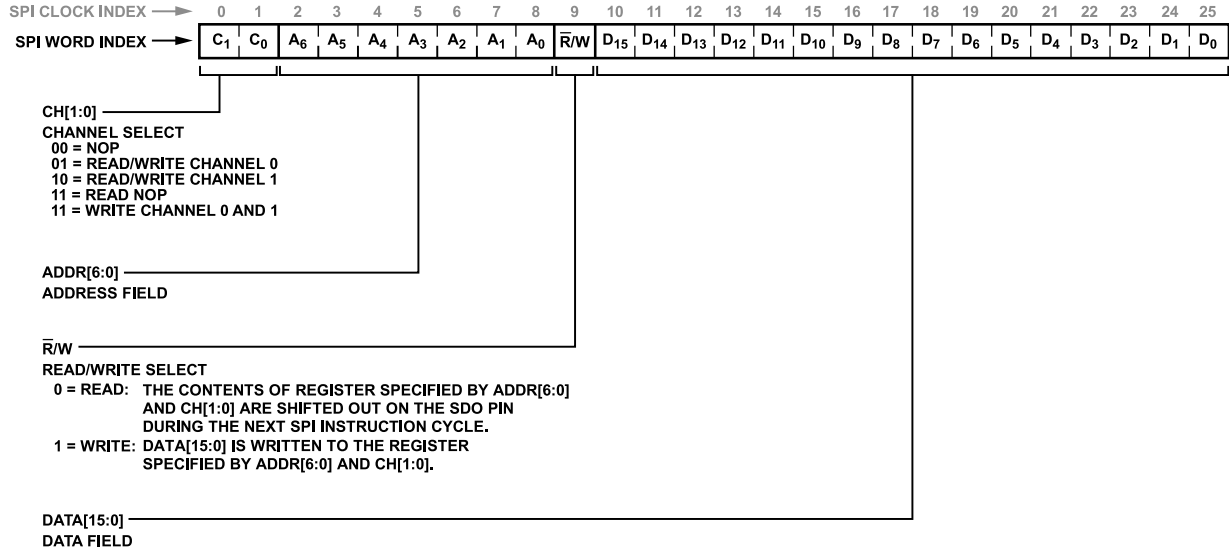 SPI CLOCK INDEX 0 1 2 3 4 5 6 7 8 9 10 11 12 13 14 15 16 17 18 19 20 21 22 23 24 25
SPI WORD INDEX C1 C0 A6 A5 A4 A3 A2 A1 A0 R̅/W D15 D14 D13 D12 D11 D10 D9 D8 D7 D6 D5 D4 D3 D2 D1 D0
CH[1:0]
CHANNEL SELECT
00 = NOP
01 = READ/WRITE CHANNEL 0
10 = READ/WRITE CHANNEL 1
11 = READ NOP
11 = WRITE CHANNEL 0 AND 1
ADDR[6:0]
ADDRESS FIELD
R̅/W
READ/WRITE SELECT
0 = READ: THE CONTENTS OF REGISTER SPECIFIED BY ADDR[6:0]
AND CH[1:0] ARE SHIFTED OUT ON THE SDO PIN
DURING THE NEXT SPI INSTRUCTION CYCLE.
1 = WRITE: DATA[15:0] IS WRITTEN TO THE REGISTER
SPECIFIED BY ADDR[6:0] AND CH[1:0].
DATA[15:0]
DATA FIELD